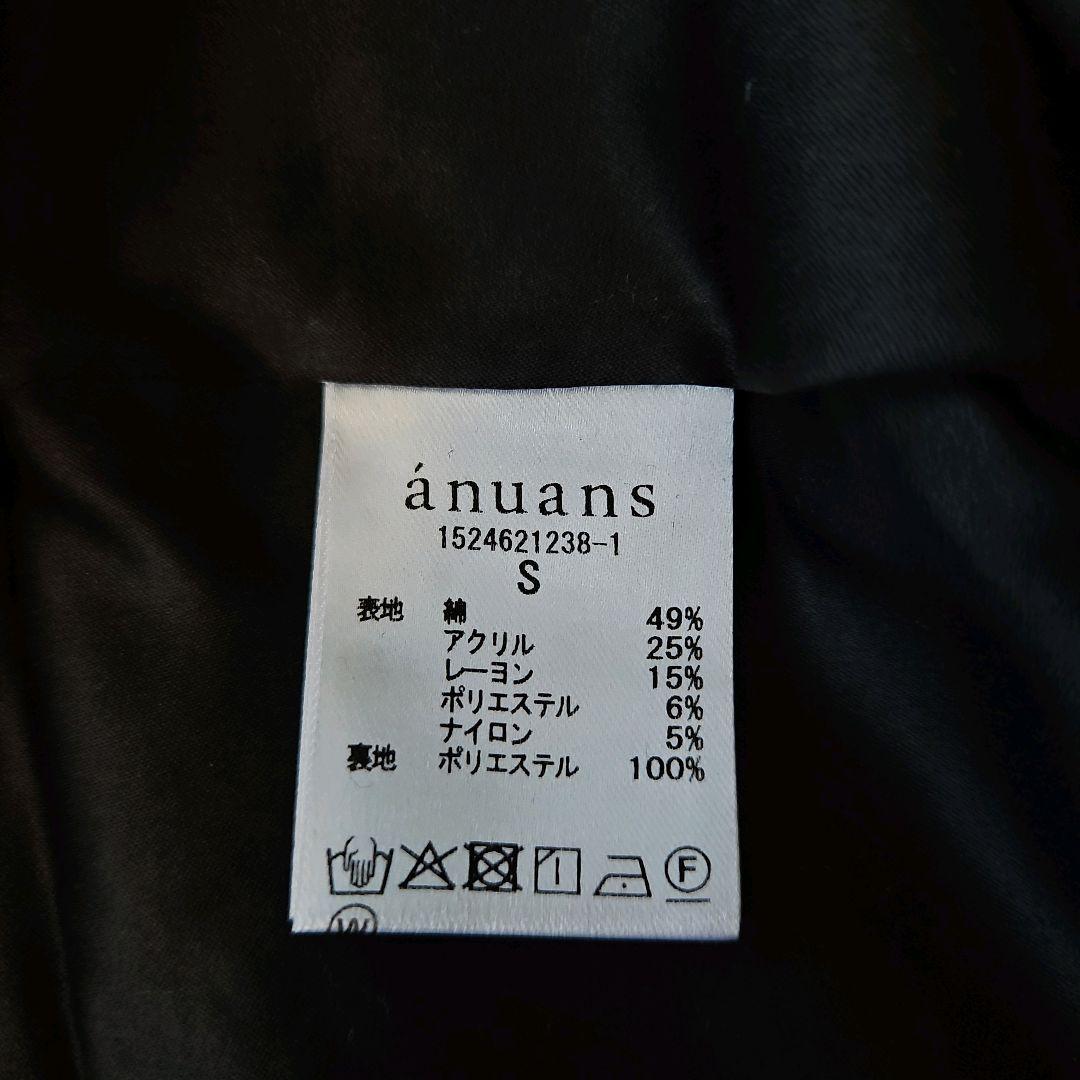 ánuans
1524621238-1
S
表地 綿 49%
アクリル 25%
レーヨン 15%
ポリエステル 6%
ナイロン 5%
裏地 ポリエステル 100%
F
W